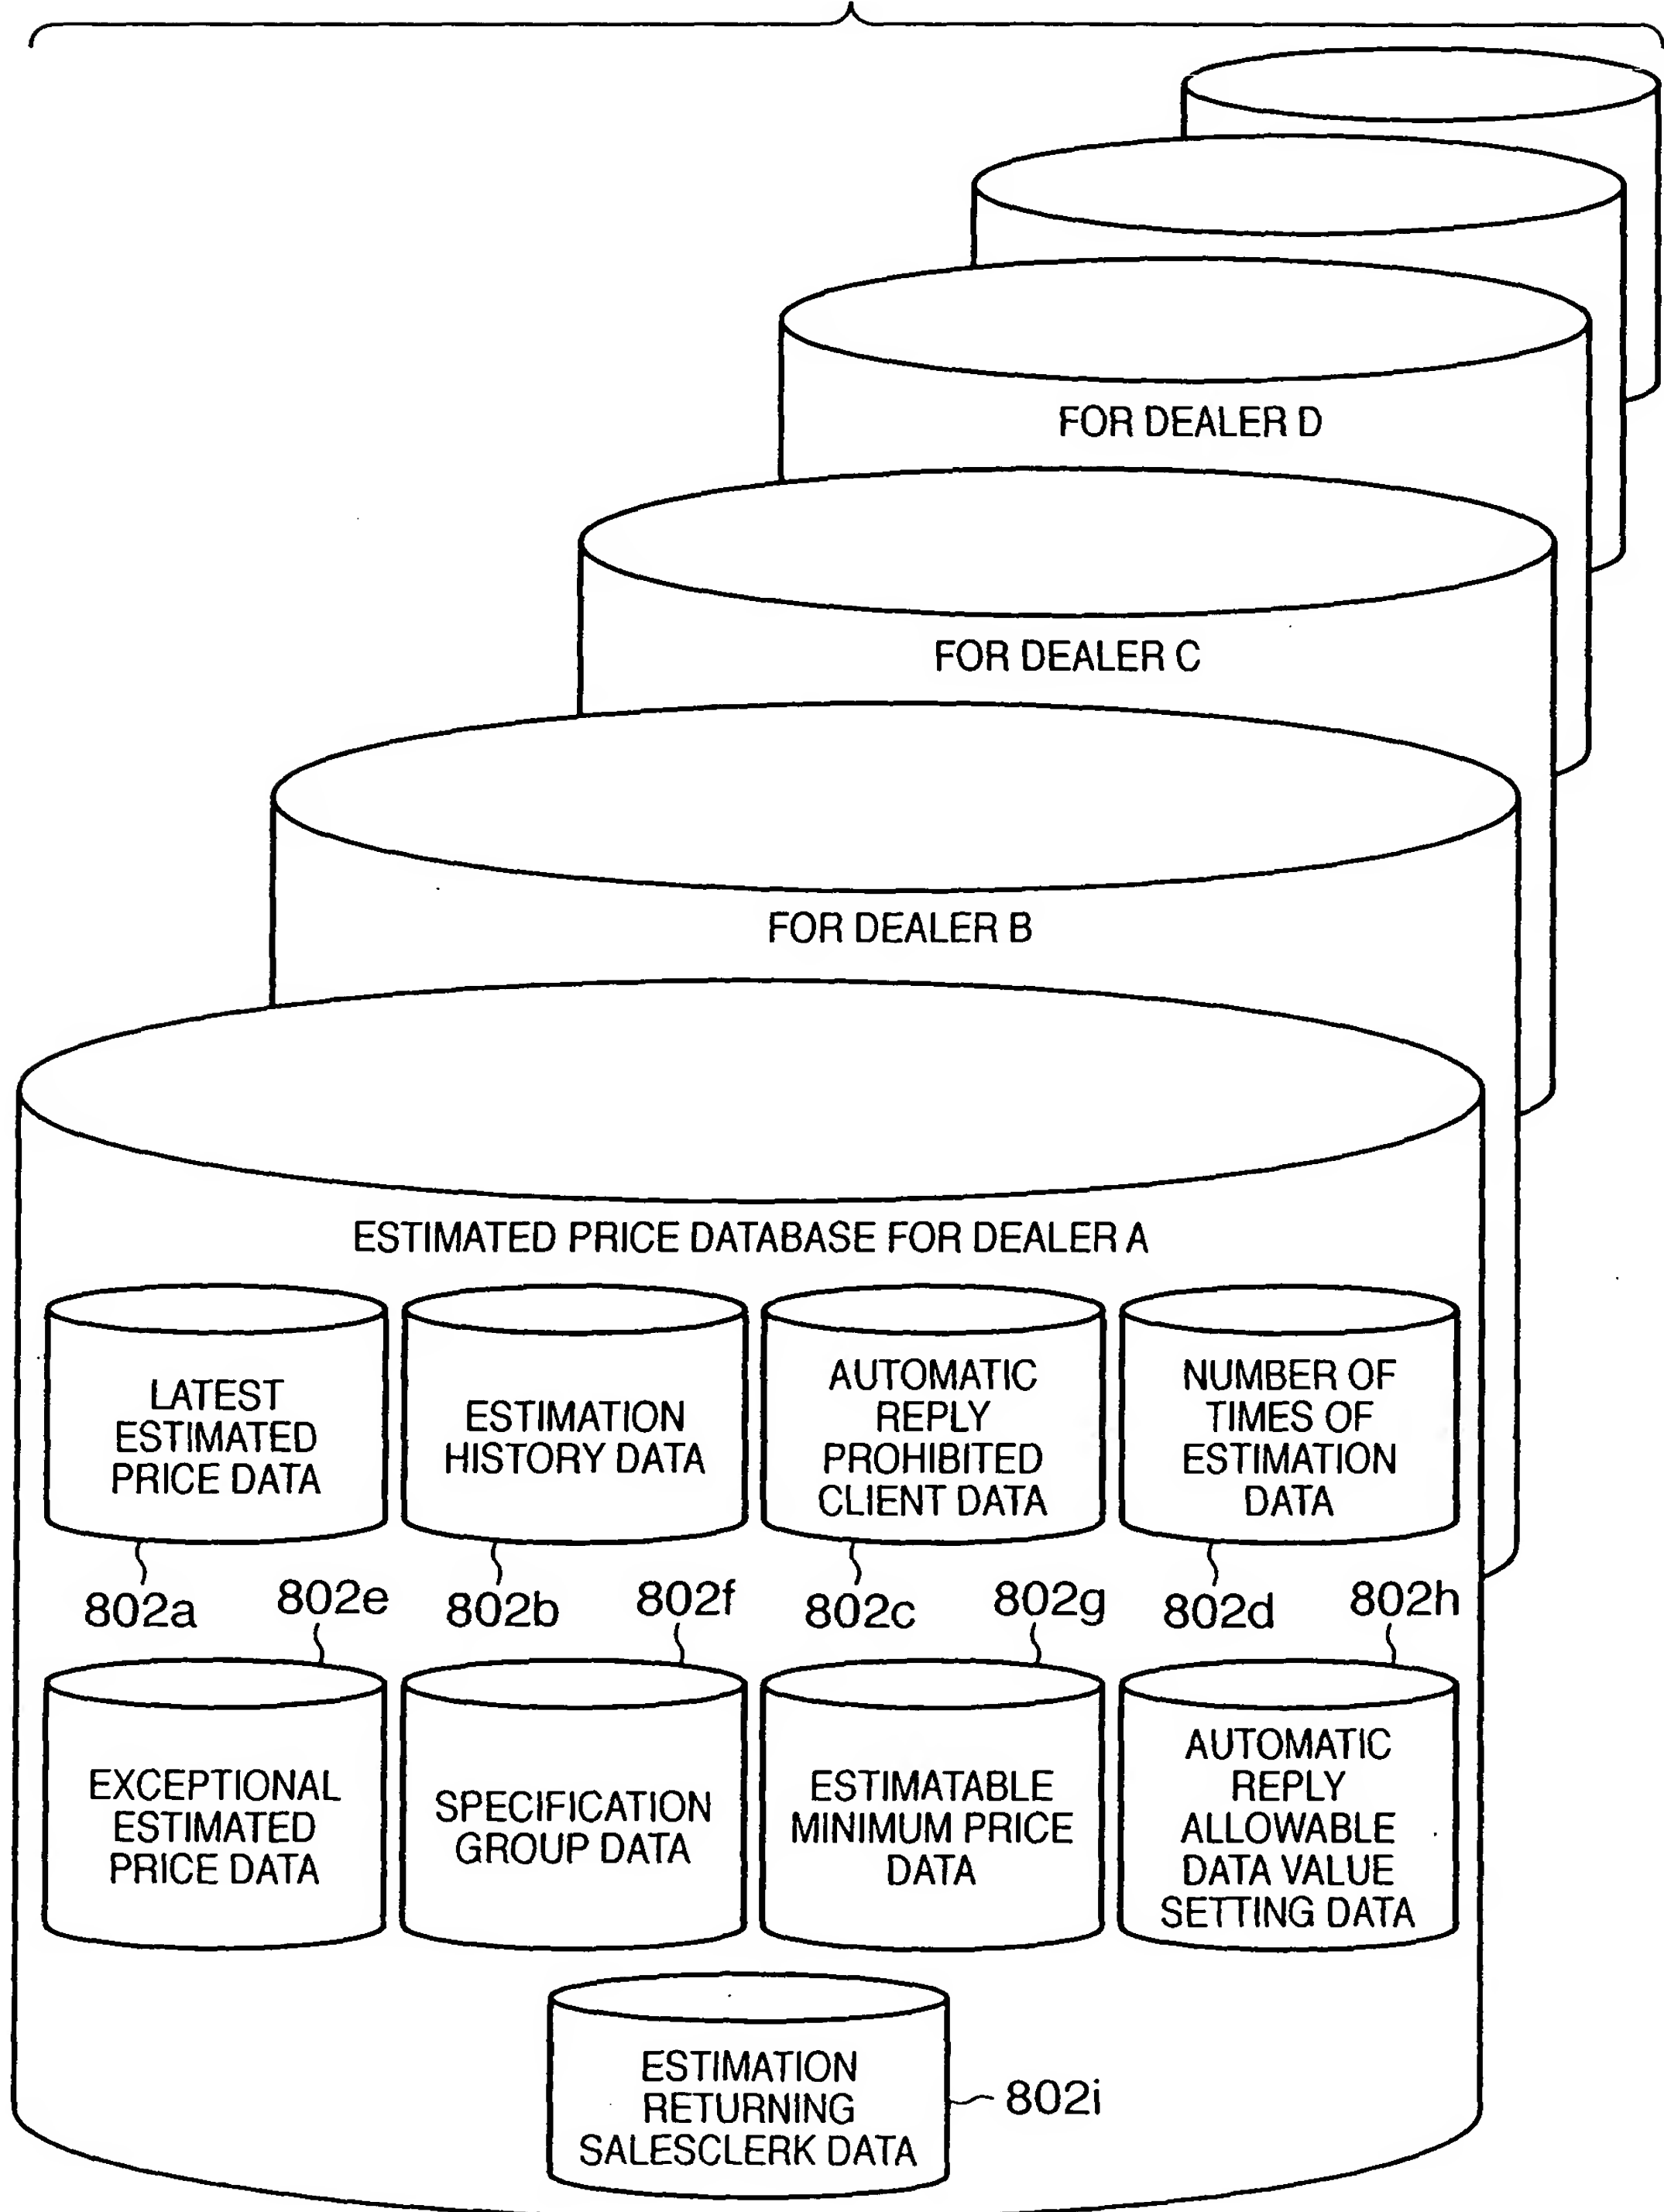 FOR DEALER D
FOR DEALER C
FOR DEALER B
ESTIMATED PRICE DATABASE FOR DEALER A
LATEST
ESTIMATED
PRICE DATA
ESTIMATION
HISTORY DATA
AUTOMATIC
REPLY
PROHIBITED
CLIENT DATA
NUMBER OF
TIMES OF
ESTIMATION
DATA
802a
802e
802b
802f
802c
802g
802d
802h
EXCEPTIONAL
ESTIMATED
PRICE DATA
SPECIFICATION
GROUP DATA
ESTIMATABLE
MINIMUM PRICE
DATA
AUTOMATIC
REPLY
ALLOWABLE
DATA VALUE
SETTING DATA
ESTIMATION
RETURNING
SALESCLERK DATA
802i